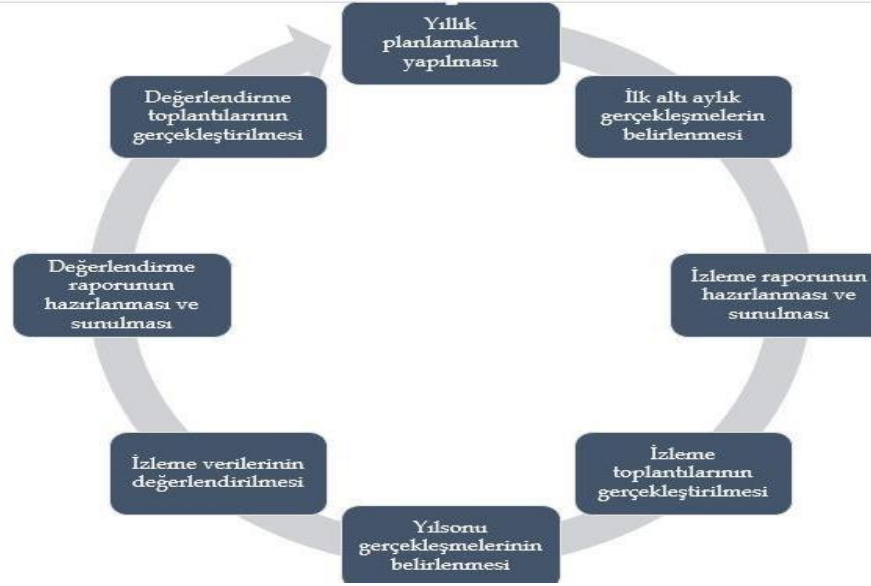 Yıllık
planlamaların
yapılması
İlk altı aylık
gerçekleşmelerin
belirlenmesi
İzleme raporunun
hazırlanması ve
sunulması
İzleme
toplantılarının
gerçekleştirilmesi
Yılsonu
gerçekleşmelerinin
belirlenmesi
İzleme verilerinin
değerlendirilmesi
Değerlendirme
raporunun
hazırlanması ve
sunulması
Değerlendirme
toplantılarının
gerçekleştirilmesi